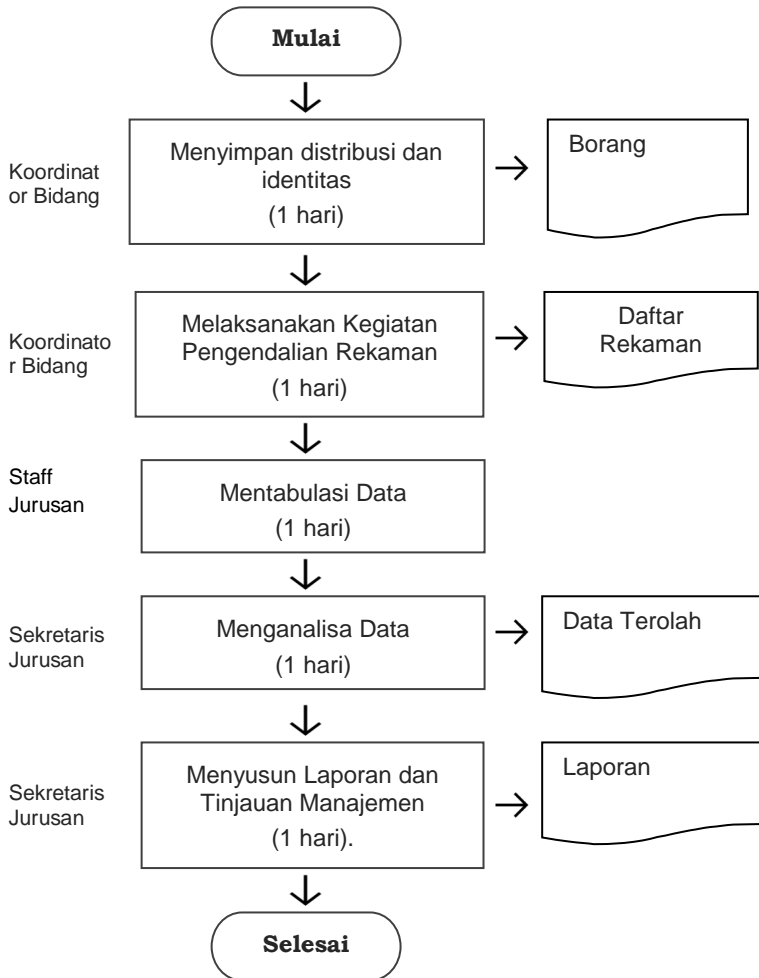 Mulai
Koordinat
or Bidang
Menyimpan distribusi dan
identitas
(1 hari)
Borang
Koordinato
r Bidang
Melaksanakan Kegiatan
Pengendalian Rekaman
(1 hari)
Daftar
Rekaman
Staff
Jurusan
Mentabulasi Data
(1 hari)
Sekretaris
Jurusan
Menganalisa Data
(1 hari)
Data Terolah
Sekretaris
Jurusan
Menyusun Laporan dan
Tinjauan Manajemen
(1 hari).
Laporan
Selesai